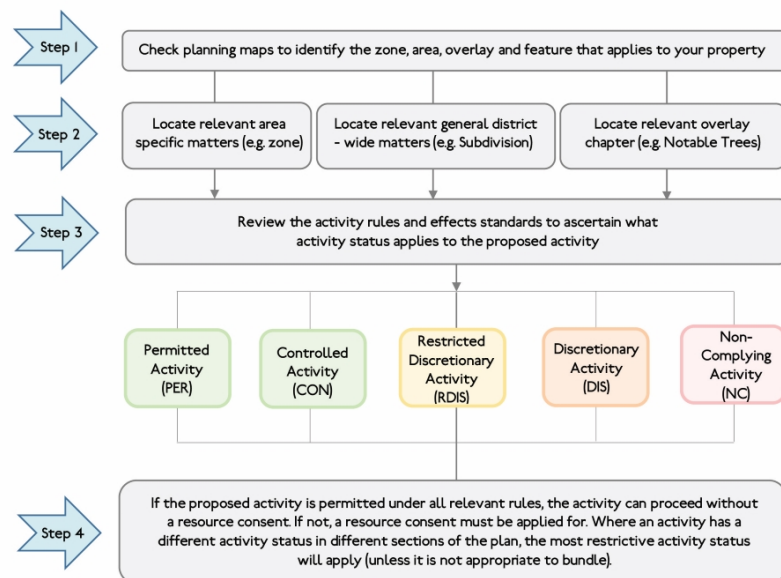 Step 1
Check planning maps to identify the zone, area, overlay and feature that applies to your property
Step 2
Locate relevant area
specific matters (e.g. zone)
Locate relevant general district
- wide matters (e.g. Subdivision)
Locate relevant overlay
chapter (e.g. Notable Trees)
Step 3
Review the activity rules and effects standards to ascertain what
activity status applies to the proposed activity
Permitted
Activity
(PER)
Controlled
Activity
(CON)
Restricted
Discretionary
Activity
(RDIS)
Discretionary
Activity
(DIS)
Non-
Complying
Activity
(NC)
Step 4
If the proposed activity is permitted under all relevant rules, the activity can proceed without
a resource consent. If not, a resource consent must be applied for. Where an activity has a
different activity status in different sections of the plan, the most restrictive activity status
will apply (unless it is not appropriate to bundle).